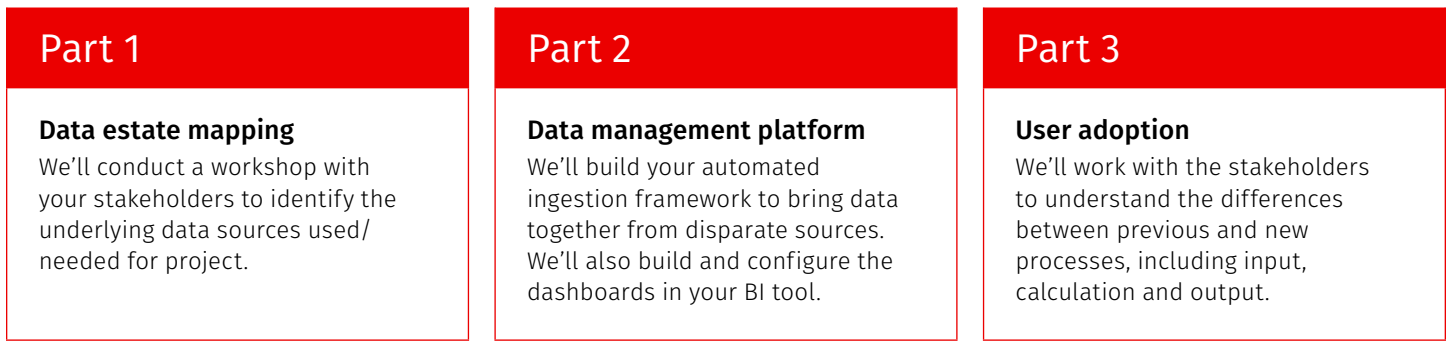 Part 1
Data estate mapping
We’ll conduct a workshop with
your stakeholders to identify the
underlying data sources used/
needed for project.
Part 2
Data management platform
We’ll build your automated
ingestion framework to bring data
together from disparate sources.
We’ll also build and configure the
dashboards in your BI tool.
Part 3
User adoption
We’ll work with the stakeholders
to understand the differences
between previous and new
processes, including input,
calculation and output.